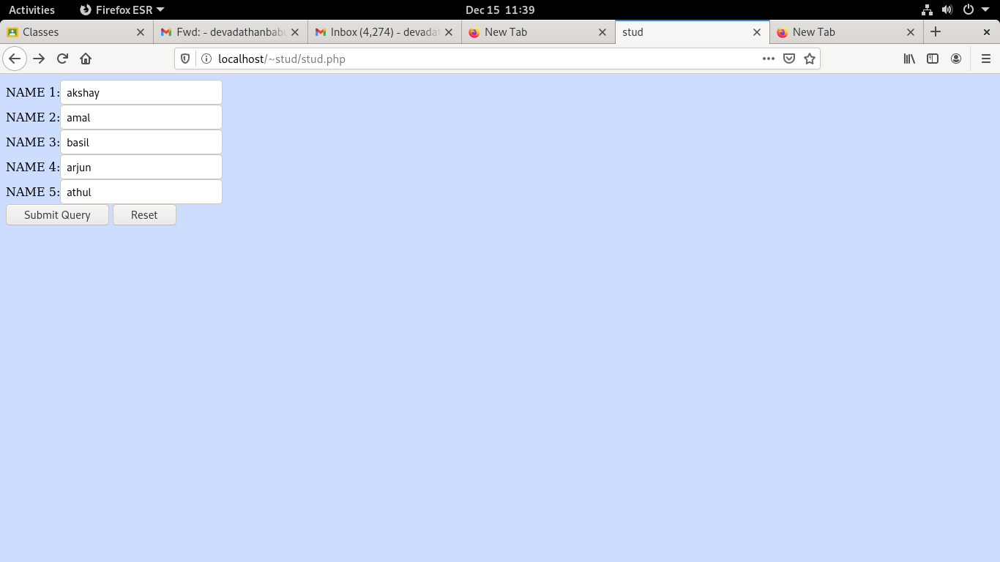 Activities Firefox ESR Dec 15 11:39
Classes Fwd: - devadathanbabu Inbox (4,274) - devadat New Tab stud New Tab
localhost/~stud/stud.php
NAME 1: akshay
NAME 2: amal
NAME 3: basil
NAME 4: arjun
NAME 5: athul
Submit Query Reset